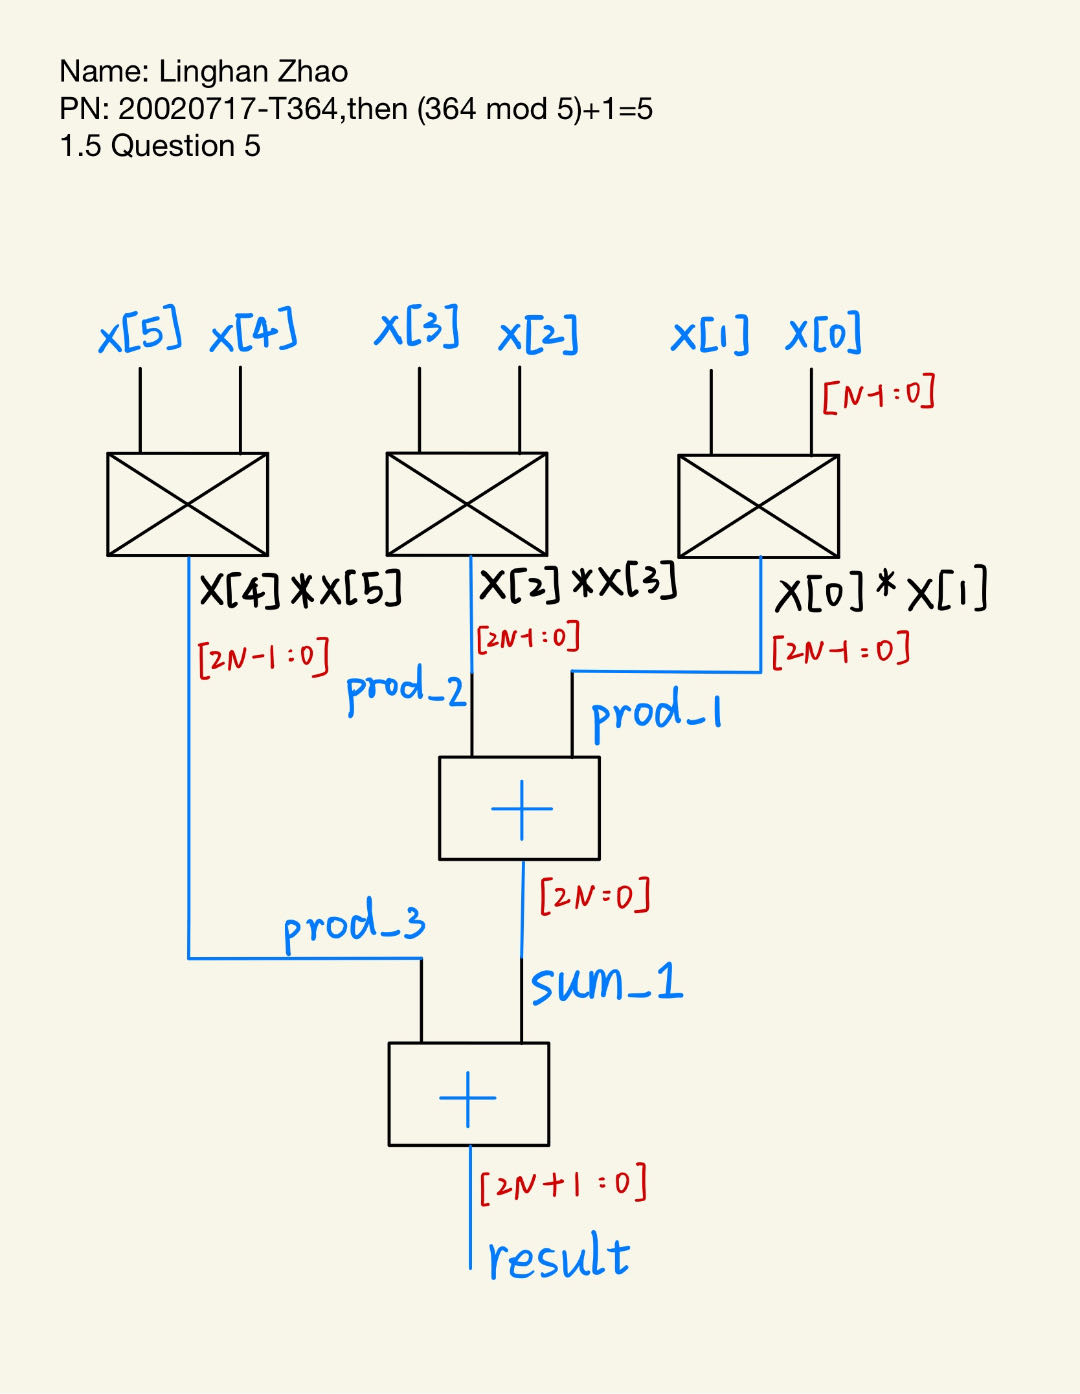 Name: Linghan Zhao
PN: 20020717-T364,then (364 mod 5)+1=5
1.5 Question 5
x[5] x[4] x[3] x[2] x[1] x[0]
[N-1:0]
x[4]*x[5] x[2]*x[3] x[0]*x[1]
[2N-1:0] [2N-1:0] [2N-1:0]
prod_2 prod_1
+
[2N:0]
prod_3
sum_1
+
[2N+1:0]
result